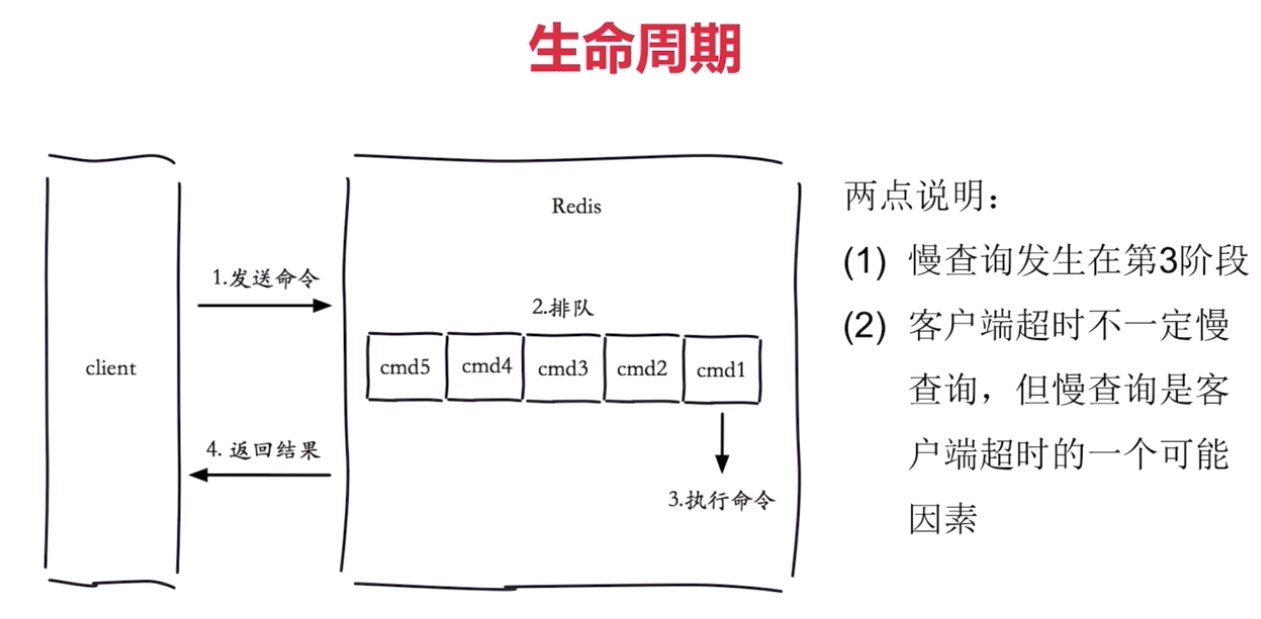 生命周期
Redis
1.发送命令
2.排队
client
cmd5 cmd4 cmd3 cmd2 cmd1
4. 返回结果
3.执行命令
两点说明：
(1) 慢查询发生在第3阶段
(2) 客户端超时不一定慢
查询，但慢查询是客
户端超时的一个可能
因素